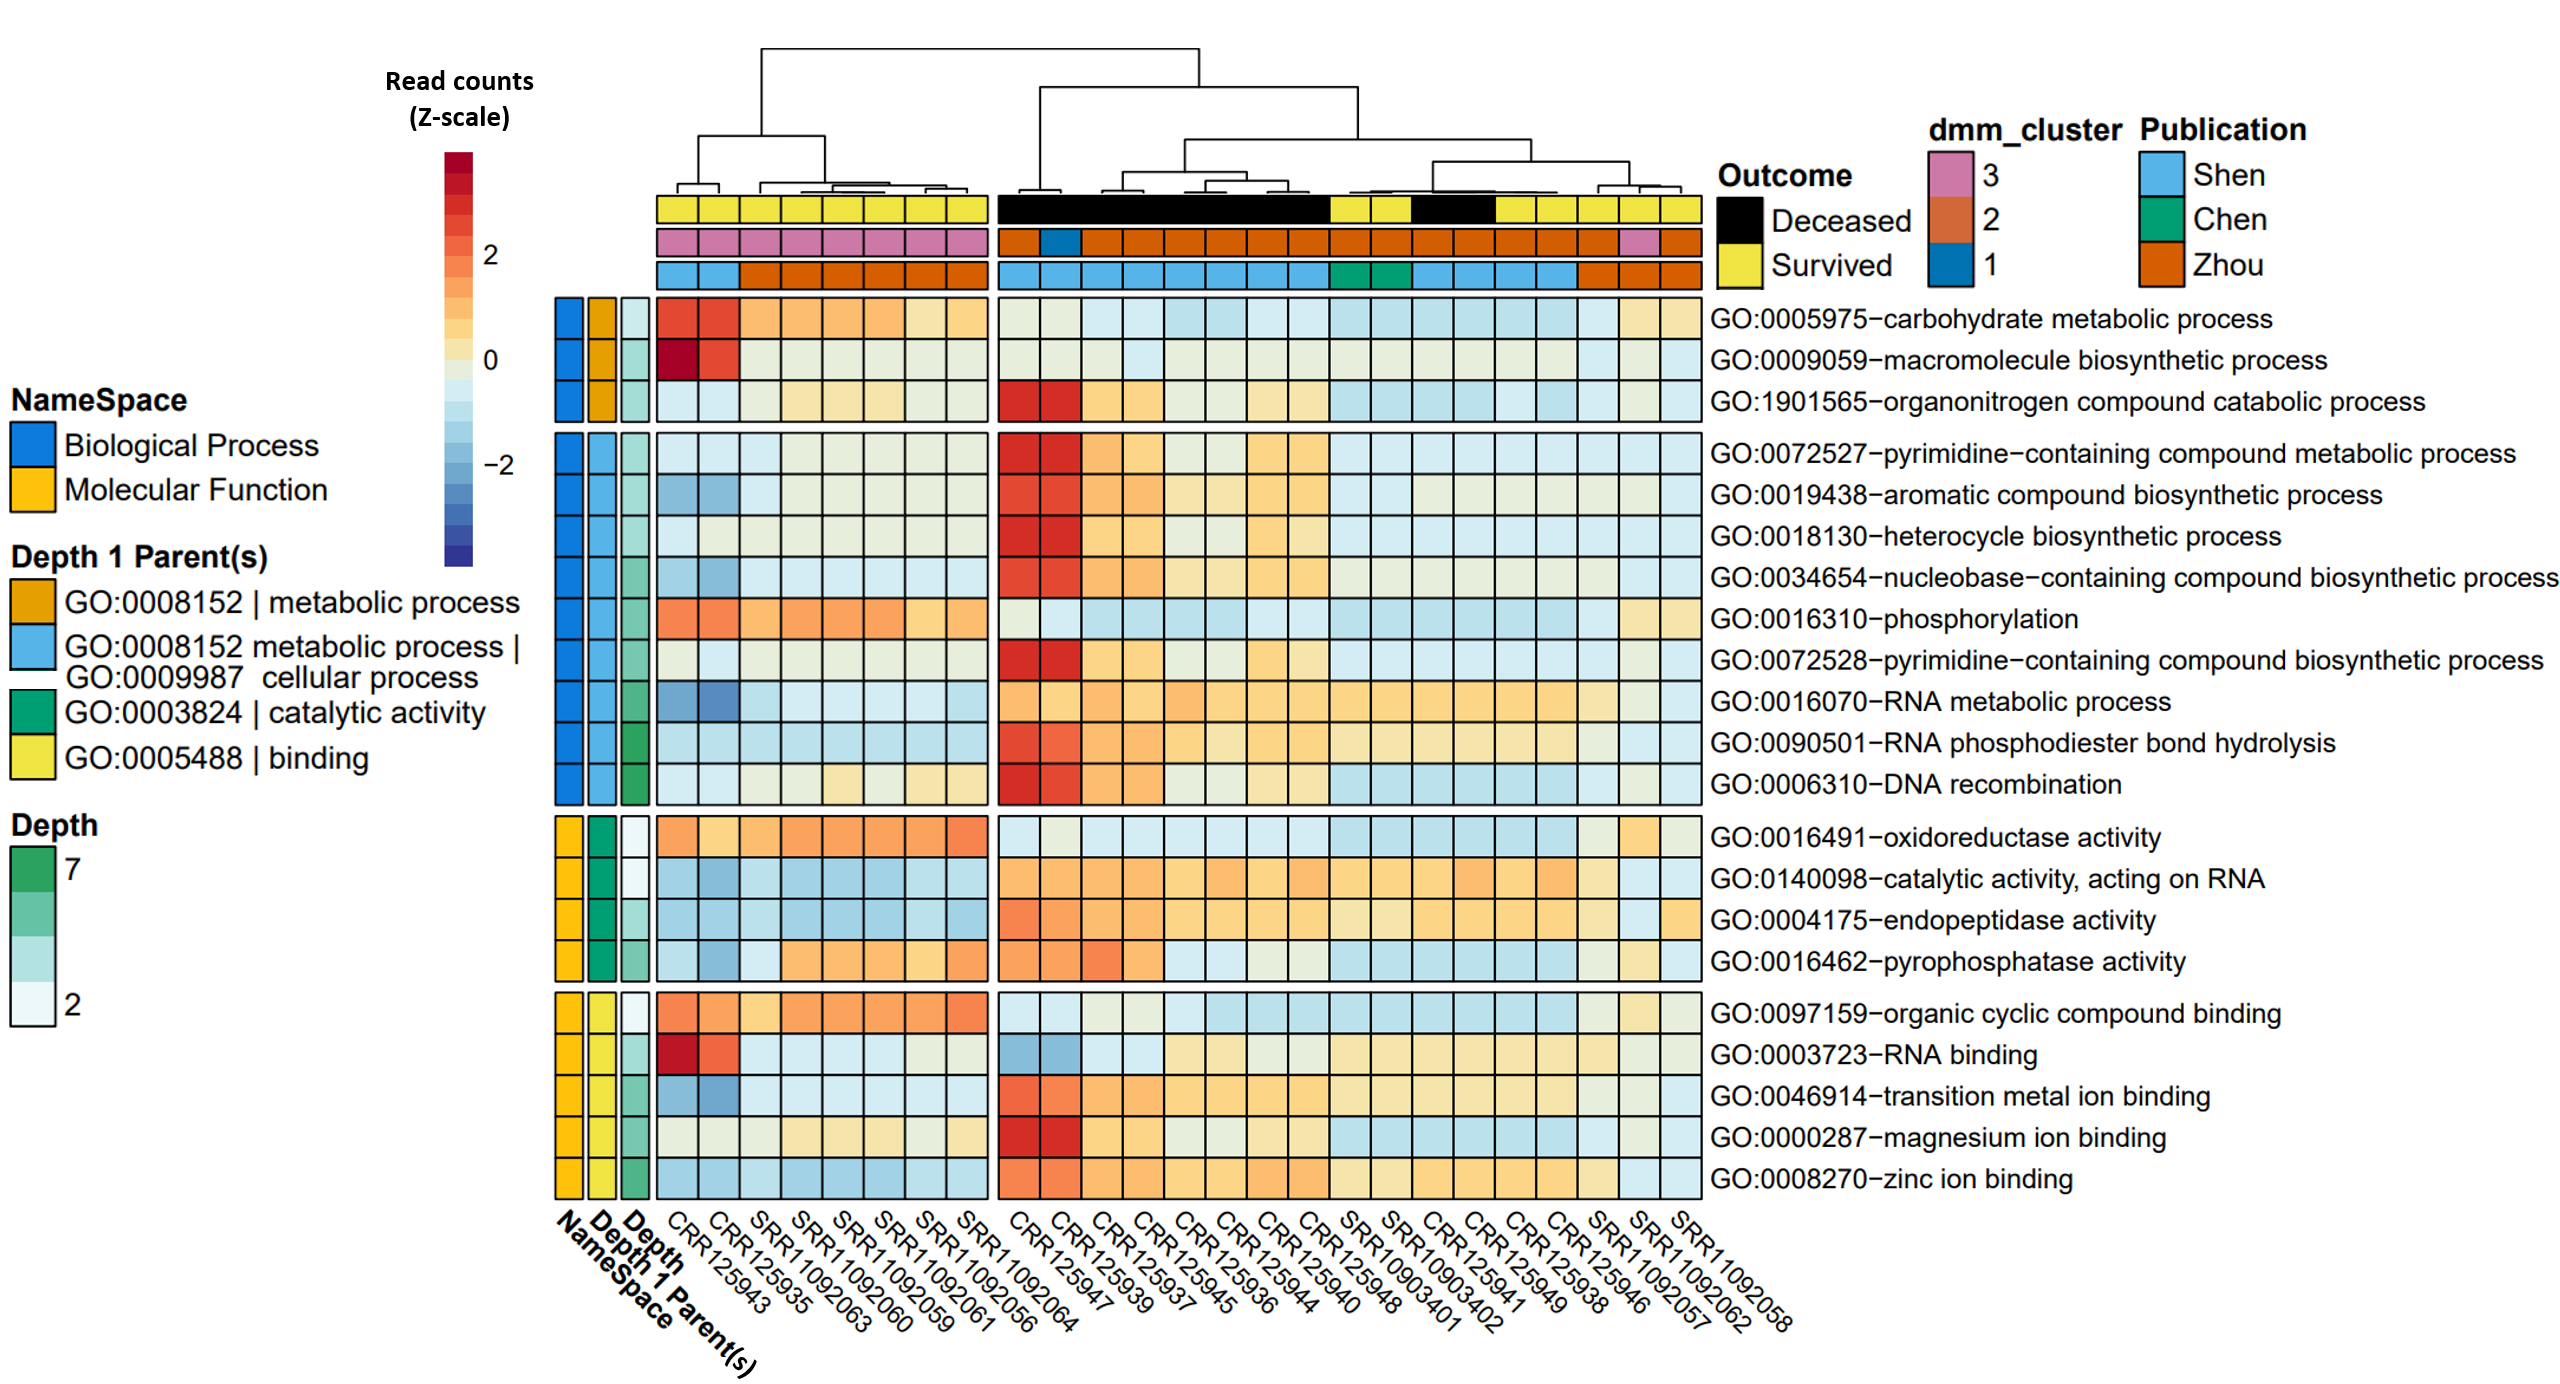 Read counts
(Z-scale)
2
0
−2
NameSpace
Biological Process
Molecular Function
Depth 1 Parent(s)
GO:0008152 | metabolic process
GO:0008152 metabolic process |
GO:0009987 cellular process
GO:0003824 | catalytic activity
GO:0005488 | binding
Depth
7
2
Outcome
Deceased
Survived
dmm_cluster
3
2
1
Publication
Shen
Chen
Zhou
GO:0005975−carbohydrate metabolic process
GO:0009059−macromolecule biosynthetic process
GO:1901565−organonitrogen compound catabolic process
GO:0072527−pyrimidine−containing compound metabolic process
GO:0019438−aromatic compound biosynthetic process
GO:0018130−heterocycle biosynthetic process
GO:0034654−nucleobase−containing compound biosynthetic process
GO:0016310−phosphorylation
GO:0072528−pyrimidine−containing compound biosynthetic process
GO:0016070−RNA metabolic process
GO:0090501−RNA phosphodiester bond hydrolysis
GO:0006310−DNA recombination
GO:0016491−oxidoreductase activity
GO:0140098−catalytic activity, acting on RNA
GO:0004175−endopeptidase activity
GO:0016462−pyrophosphatase activity
GO:0097159−organic cyclic compound binding
GO:0003723−RNA binding
GO:0046914−transition metal ion binding
GO:0000287−magnesium ion binding
GO:0008270−zinc ion binding
NameSpace
Depth 1 Parent(s)
Depth
CRR125943
CRR125935
SRR11092063
SRR11092060
SRR11092059
SRR11092061
SRR11092056
SRR11092064
CRR125947
CRR125939
CRR125937
CRR125945
CRR125936
CRR125944
CRR125940
CRR125948
SRR10903401
SRR10903402
CRR125941
CRR125949
CRR125938
CRR125946
SRR11092057
SRR11092062
SRR11092058